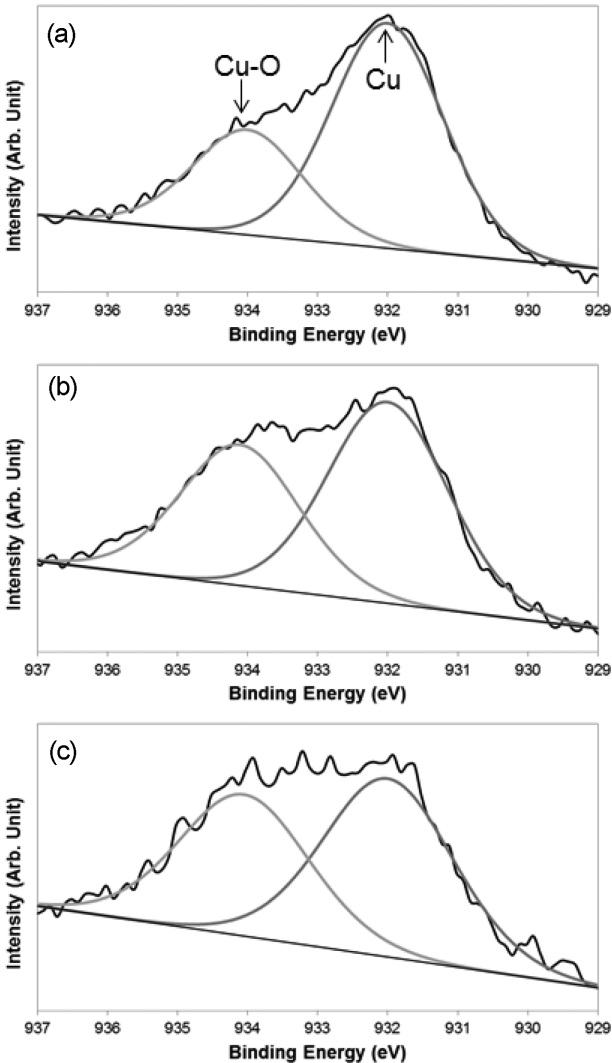 (a)
Cu-O
Cu
Intensity (Arb. Unit)
937 936 935 934 933 932 931 930 929
Binding Energy (eV)
(b)
Intensity (Arb. Unit)
937 936 935 934 933 932 931 930 929
Binding Energy (eV)
(c)
Intensity (Arb. Unit)
937 936 935 934 933 932 931 930 929
Binding Energy (eV)